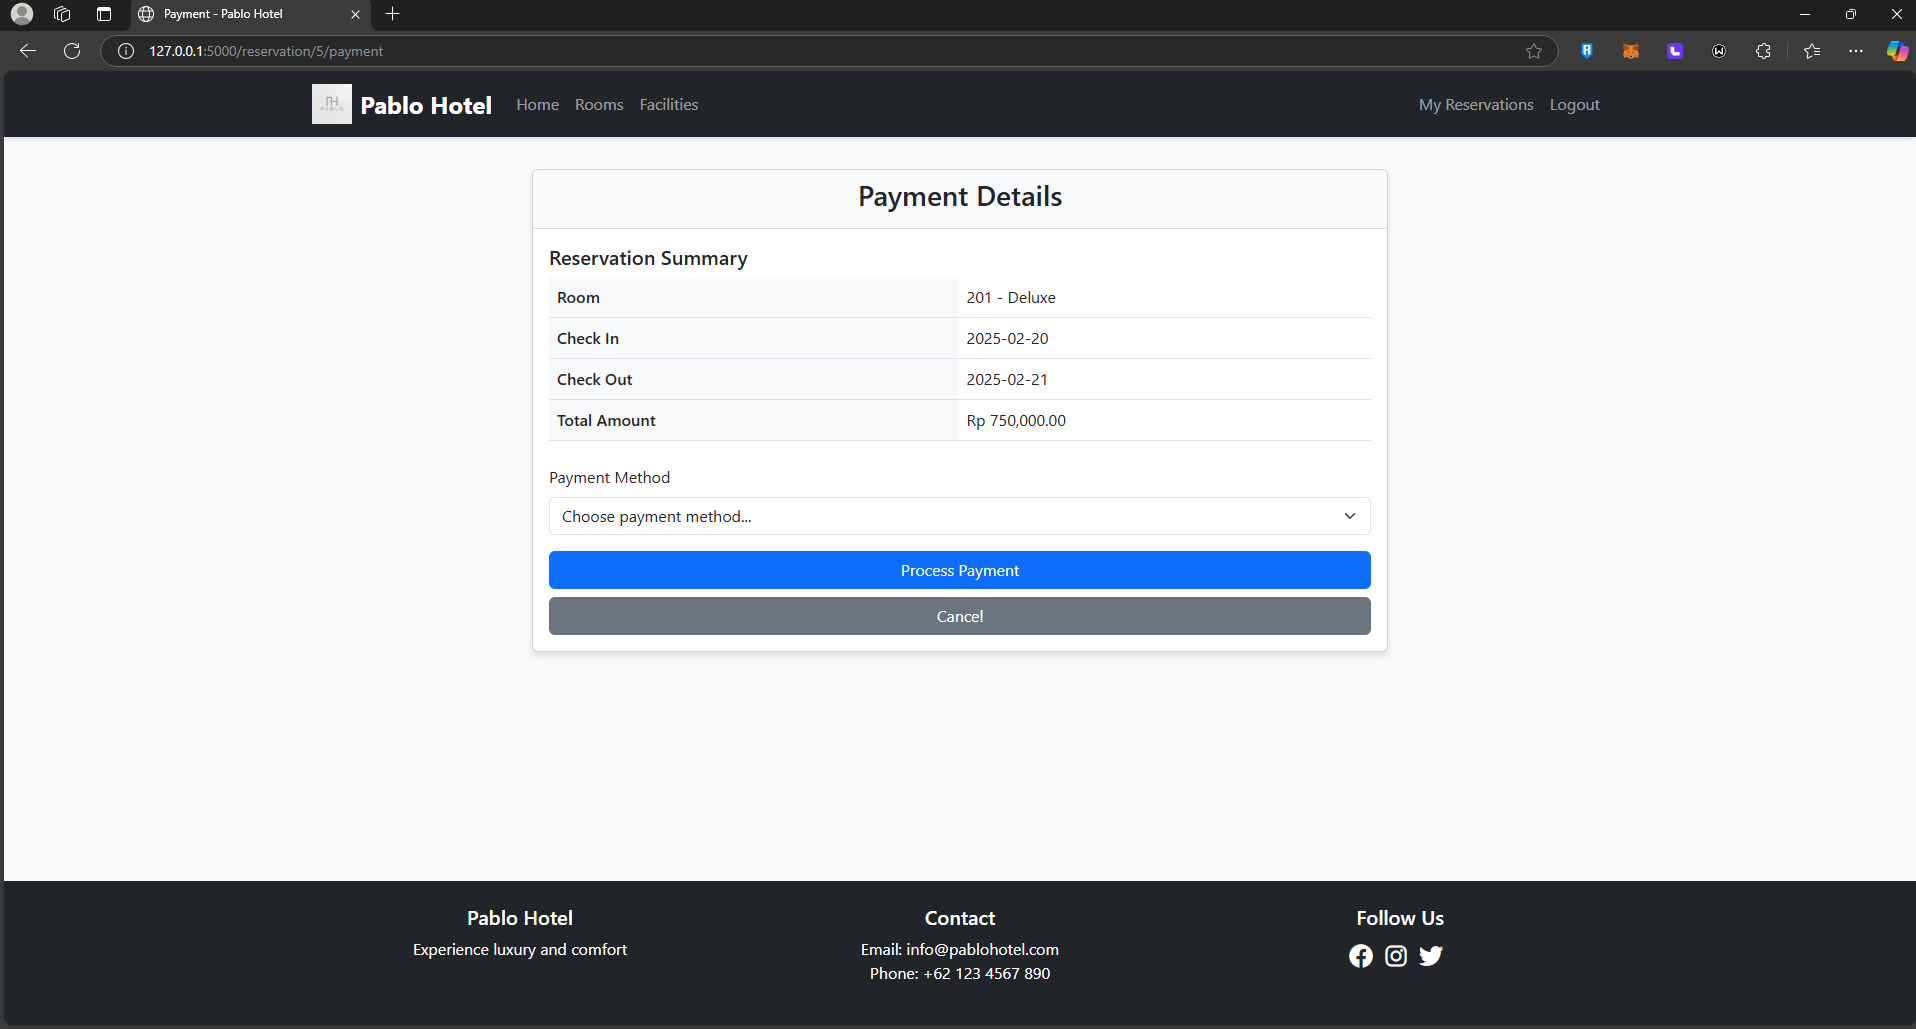 Payment - Pablo Hotel
127.0.0.1:5000/reservation/5/payment
PABLO
Pablo Hotel
Home
Rooms
Facilities
My Reservations
Logout
Payment Details
Reservation Summary
Room 201 - Deluxe
Check In 2025-02-20
Check Out 2025-02-21
Total Amount Rp 750,000.00
Payment Method
Choose payment method...
Process Payment
Cancel
Pablo Hotel
Experience luxury and comfort
Contact
Email: info@pablohotel.com
Phone: +62 123 4567 890
Follow Us